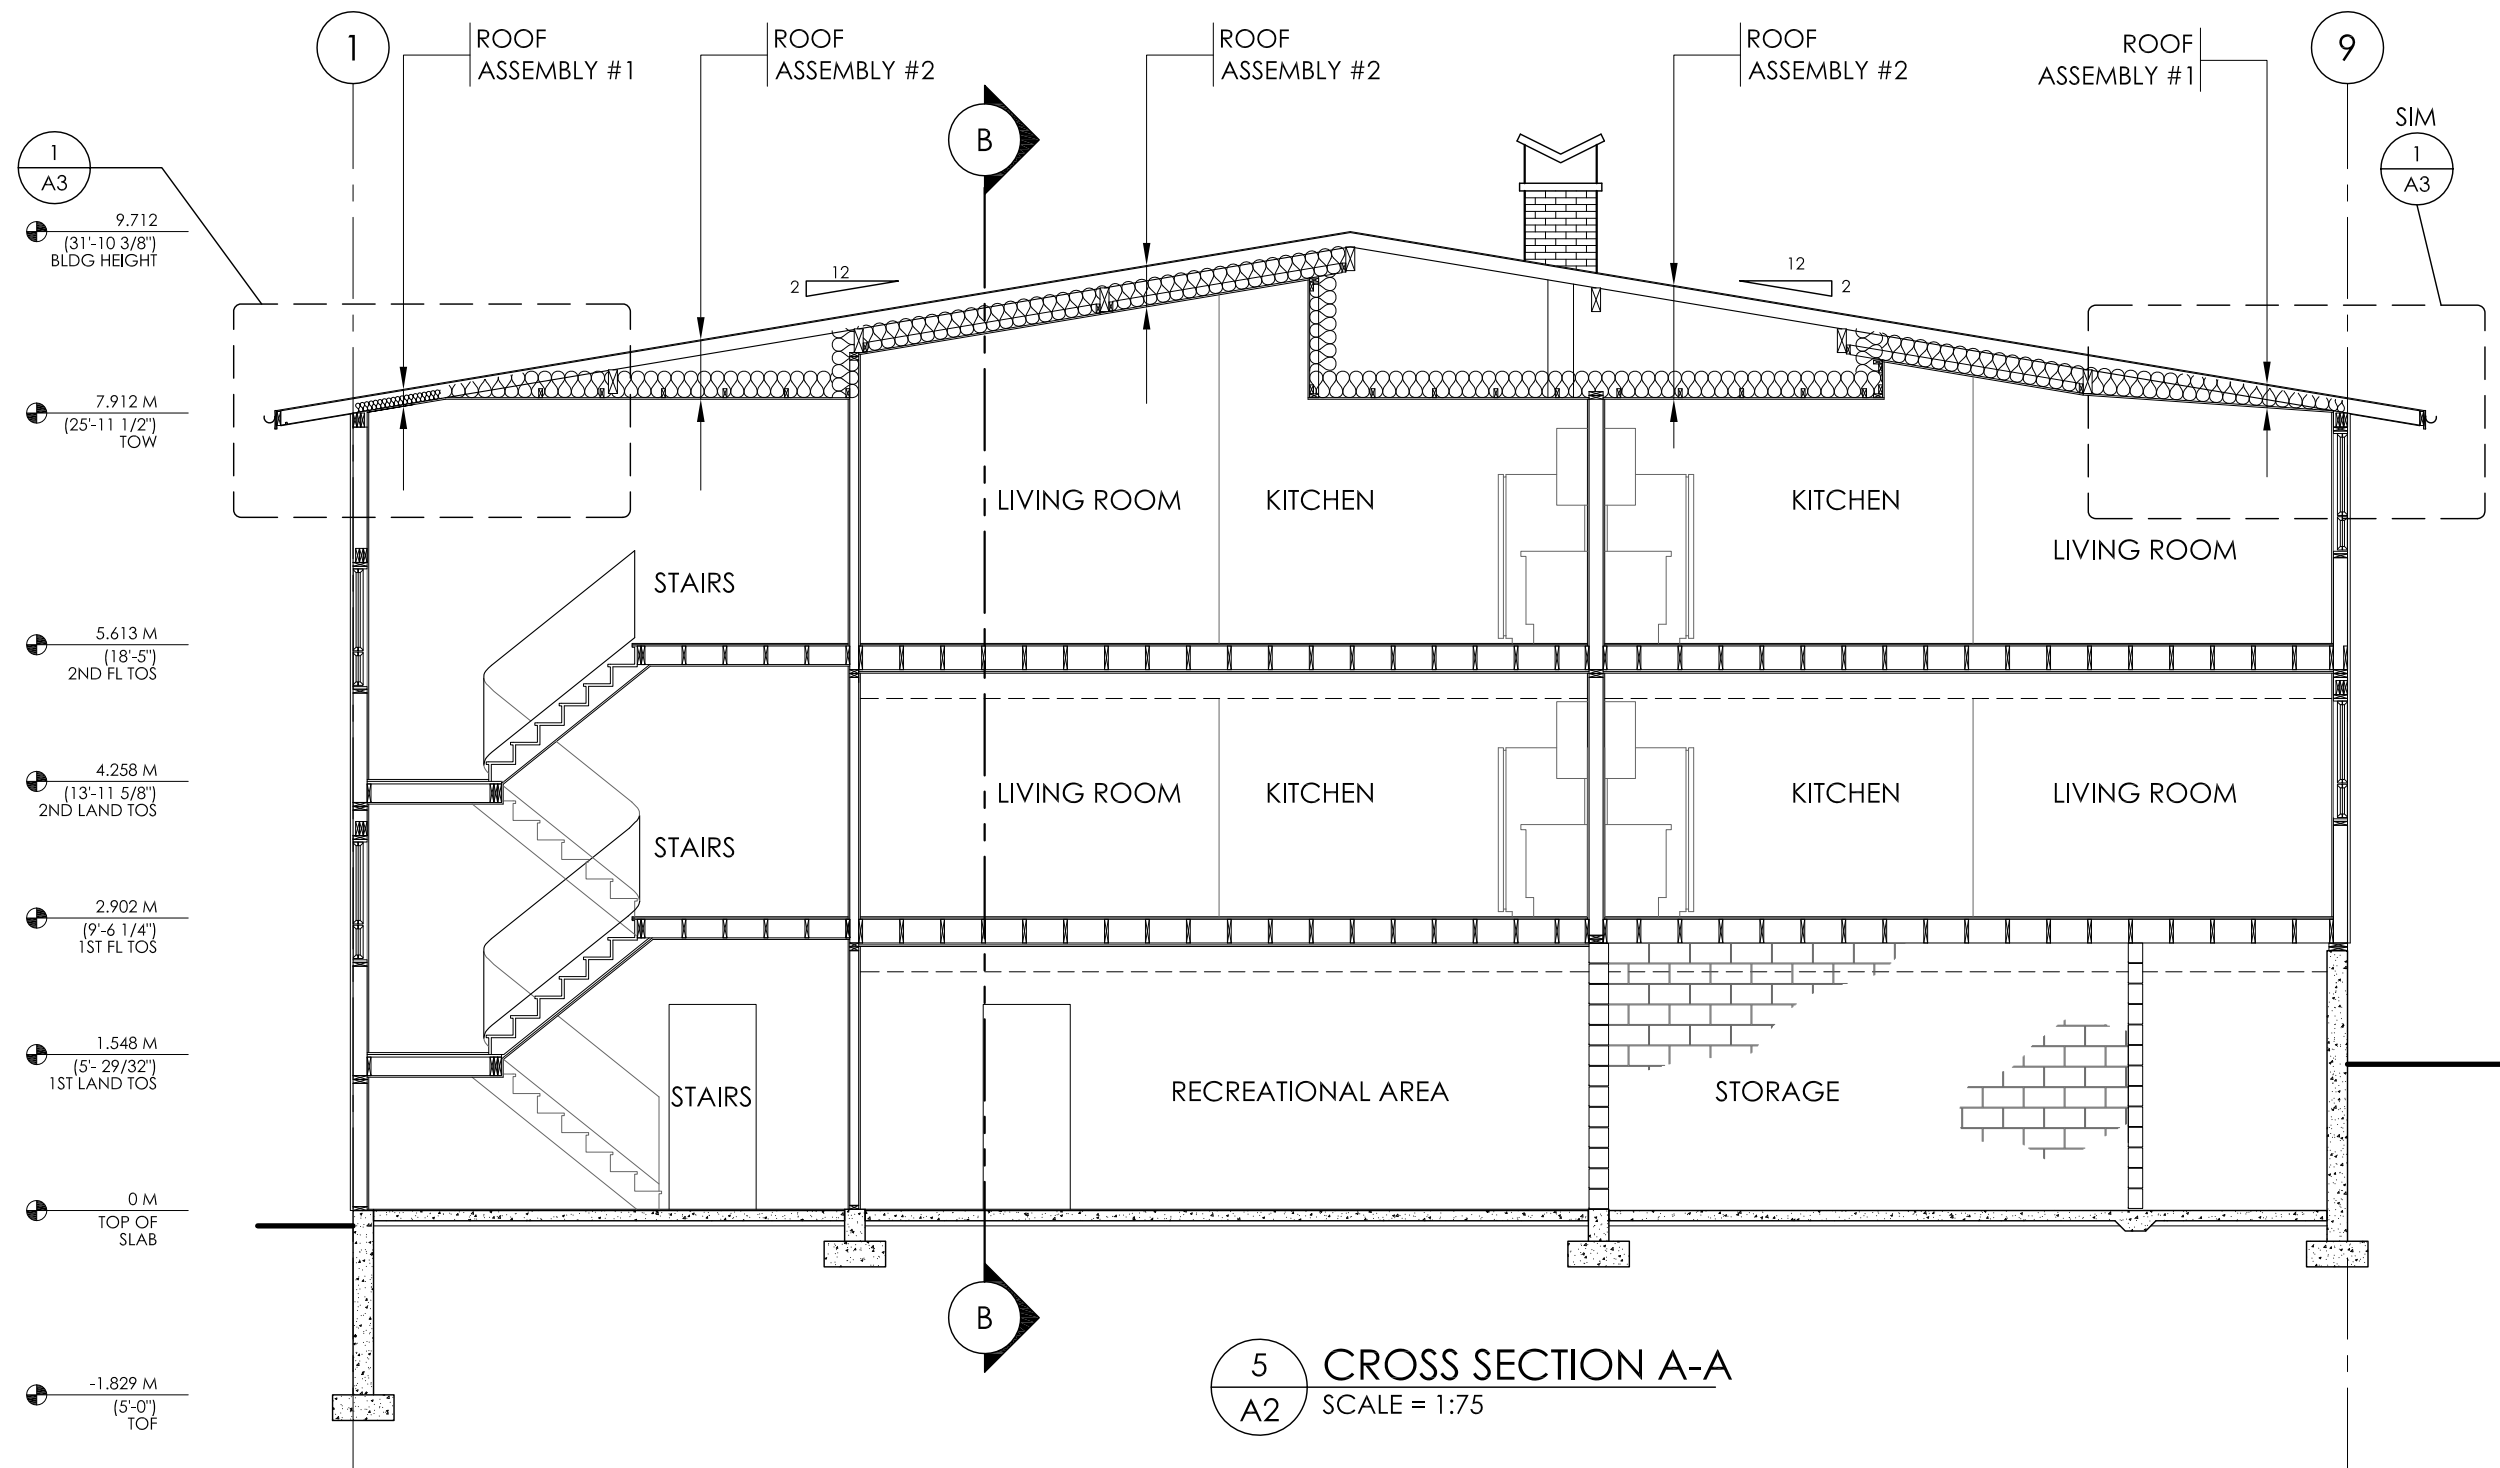 1
ROOF
ASSEMBLY #1
ROOF
ASSEMBLY #2
ROOF
ASSEMBLY #2
ROOF
ASSEMBLY #2
ROOF
ASSEMBLY #1
9
SIM
1
A3
1
A3
B
9.712
(31'-10 3/8")
BLDG HEIGHT
12
2
12
2
7.912 M
(25'-11 1/2")
TOW
LIVING ROOM
KITCHEN
KITCHEN
LIVING ROOM
STAIRS
5.613 M
(18'-5")
2ND FL TOS
4.258 M
(13'-11 5/8")
2ND LAND TOS
LIVING ROOM
KITCHEN
KITCHEN
LIVING ROOM
STAIRS
2.902 M
(9'-6 1/4")
1ST FL TOS
1.548 M
(5'- 29/32")
1ST LAND TOS
STAIRS
RECREATIONAL AREA
STORAGE
0 M
TOP OF
SLAB
B
-1.829 M
(5'-0")
TOF
5
A2
CROSS SECTION A-A
SCALE = 1:75